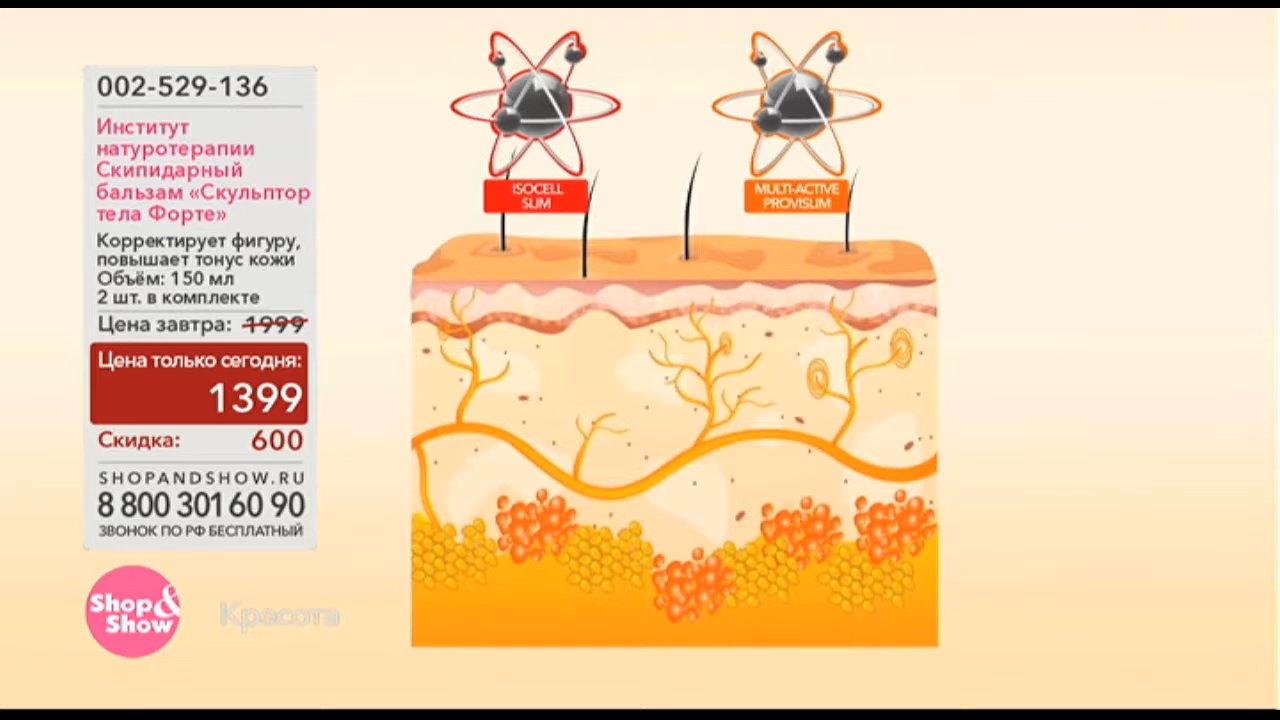 002-529-136
Институт
натуротерапии
Скипидарный
бальзам «Скульптор
тела Форте»
Корректирует фигуру,
повышает тонус кожи
Объём: 150 мл
2 шт. в комплекте
Цена завтра: 1999
Цена только сегодня:
1399
Скидка: 600
SHOPANDSHOW.RU
8 800 301 60 90
ЗВОНОК ПО РФ БЕСПЛАТНЫЙ
Shop&
Show
Красота
ISOCELL
SLIM
MULTI-ACTIVE
PROVISLIM